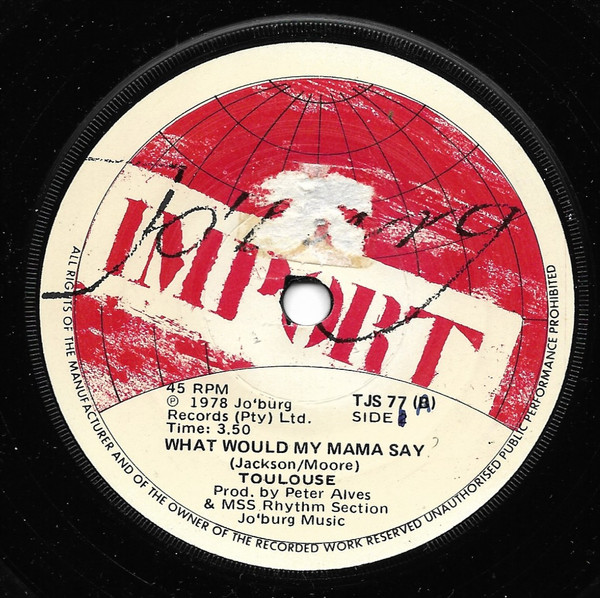 Jo'burg
IMPORT
45 RPM
℗ 1978 Jo'burg
Records (Pty) Ltd.
Time: 3.50
TJS 77 (B)
SIDE A
WHAT WOULD MY MAMA SAY
(Jackson/Moore)
TOULOUSE
Prod. by Peter Alves
& MSS Rhythm Section
Jo'burg Music
ALL RIGHTS OF THE MANUFACTURER AND OF THE OWNER OF THE RECORDED WORK RESERVED UNAUTHORISED PUBLIC PERFORMANCE PROHIBITED